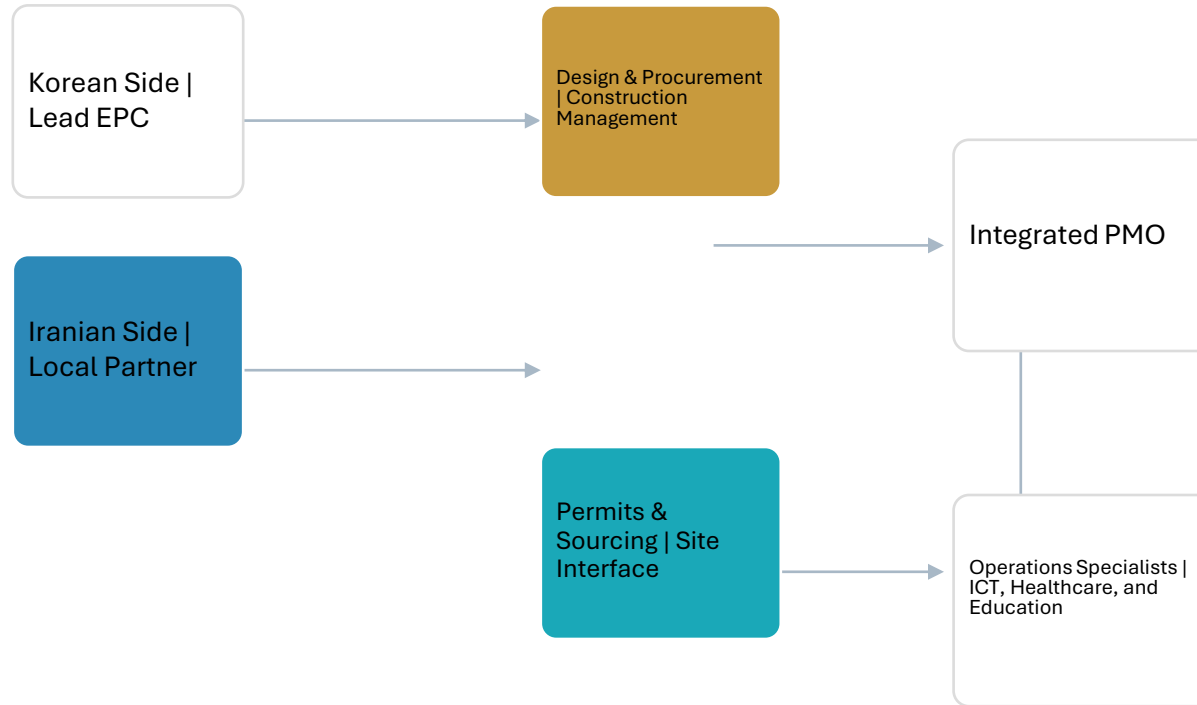 Korean Side |
Lead EPC
Design & Procurement
| Construction
Management
Integrated PMO
Iranian Side |
Local Partner
Permits &
Sourcing | Site
Interface
Operations Specialists |
ICT, Healthcare, and
Education